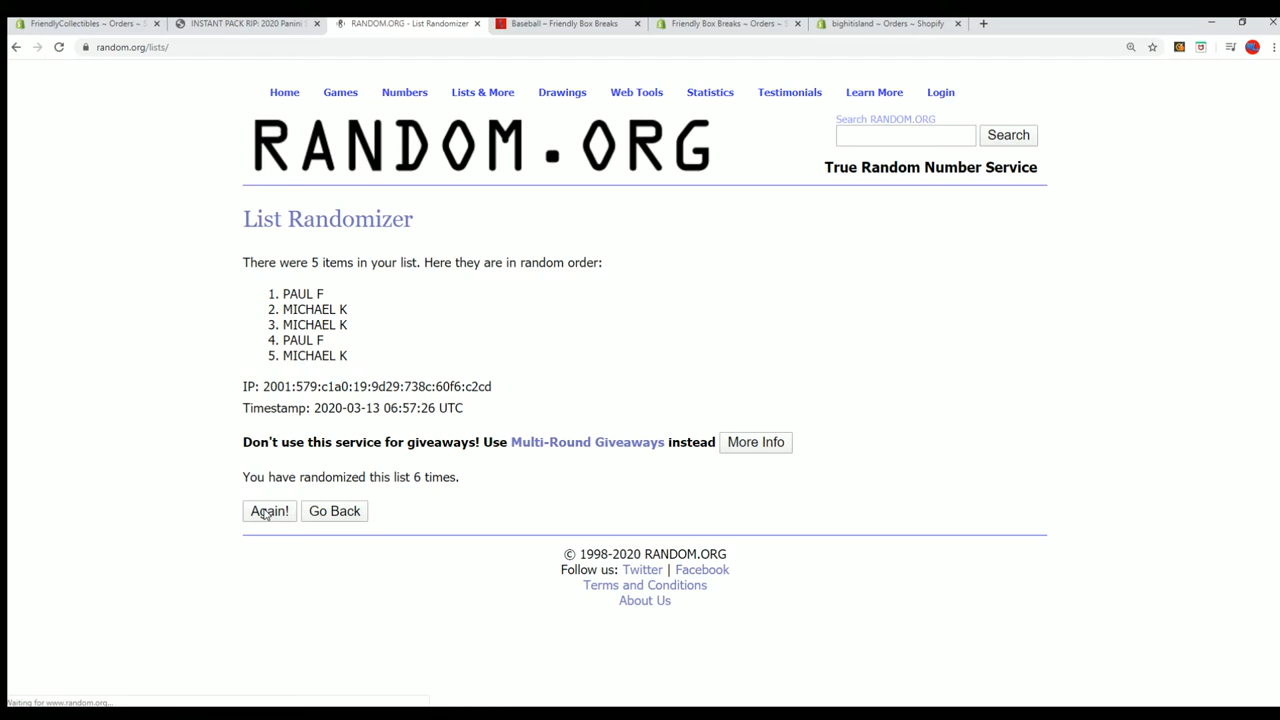 FriendlyCollectibles ~ Orders ~ S
INSTANT PACK RIP: 2020 Panini S
RANDOM.ORG - List Randomizer
Baseball – Friendly Box Breaks
Friendly Box Breaks ~ Orders ~ S
bighitisland ~ Orders ~ Shopify
random.org/lists/
Home Games Numbers Lists & More Drawings Web Tools Statistics Testimonials Learn More Login
RANDOM.ORG
Search RANDOM.ORG
Search
True Random Number Service
List Randomizer
There were 5 items in your list. Here they are in random order:
1. PAUL F
2. MICHAEL K
3. MICHAEL K
4. PAUL F
5. MICHAEL K
IP: 2001:579:c1a0:19:9d29:738c:60f6:c2cd
Timestamp: 2020-03-13 06:57:26 UTC
Don't use this service for giveaways! Use Multi-Round Giveaways instead More Info
You have randomized this list 6 times.
Again! Go Back
© 1998-2020 RANDOM.ORG
Follow us: Twitter | Facebook
Terms and Conditions
About Us
Waiting for www.random.org...